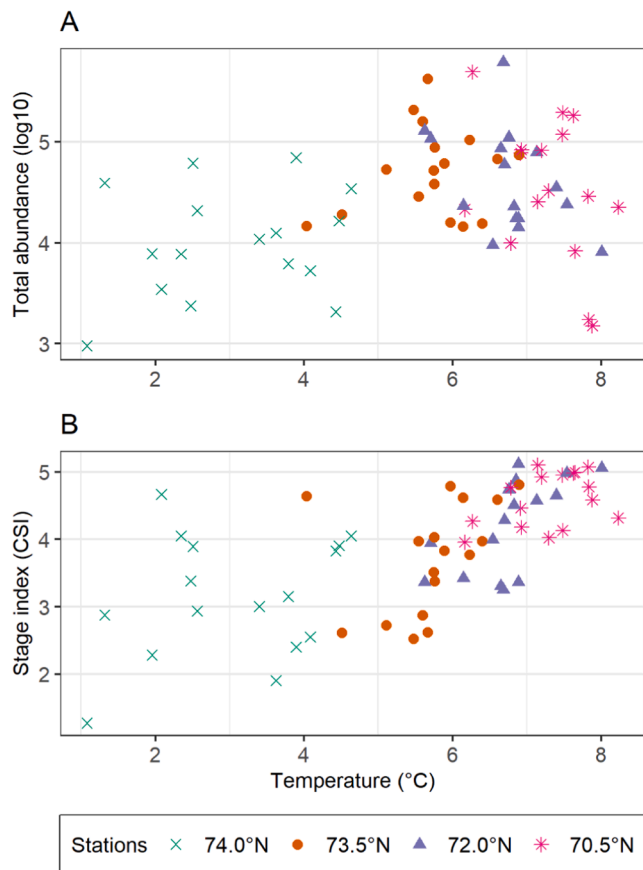 A
Total abundance (log10)
5
4
3
2 4 6 8
B
Stage index (CSI)
5
4
3
2
2 4 6 8
Temperature (°C)
Stations 74.0°N 73.5°N 72.0°N 70.5°N